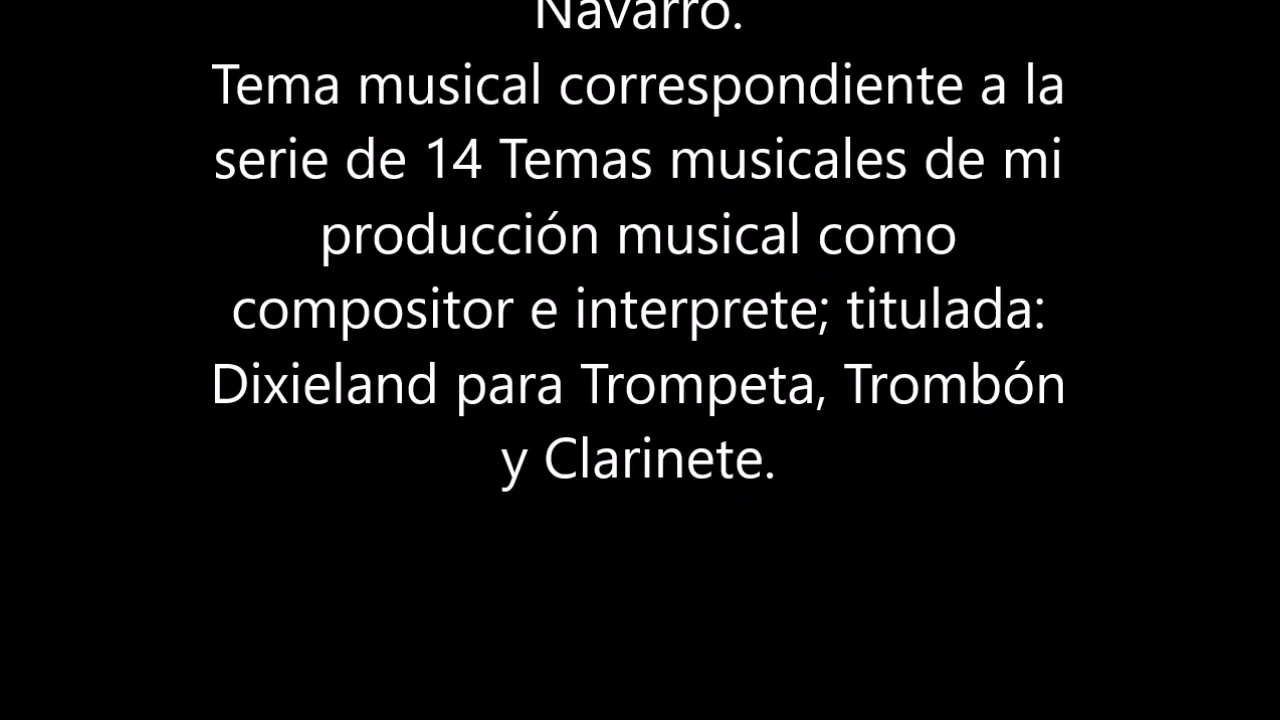 Navarro.
Tema musical correspondiente a la
serie de 14 Temas musicales de mi
producción musical como
compositor e interprete; titulada:
Dixieland para Trompeta, Trombón
y Clarinete.